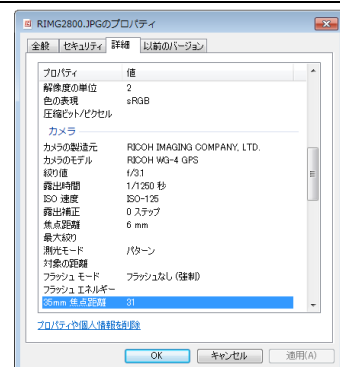 RIMG2800.JPGのプロパティ
全般 セキュリティ 詳細 以前のバージョン
プロパティ 値
解像度の単位 2
色の表現 sRGB
圧縮ビット/ピクセル
カメラ
カメラの製造元 RICOH IMAGING COMPANY, LTD.
カメラのモデル RICOH WG-4 GPS
絞り値 f/3.1
露出時間 1/1250 秒
ISO 速度 ISO-125
露出補正 0 ステップ
焦点距離 6 mm
最大絞り
測光モード パターン
対象の距離
フラッシュ モード フラッシュなし (強制)
フラッシュ エネルギー
35mm 焦点距離 31
プロパティや個人情報を削除
OK キャンセル 適用(A)